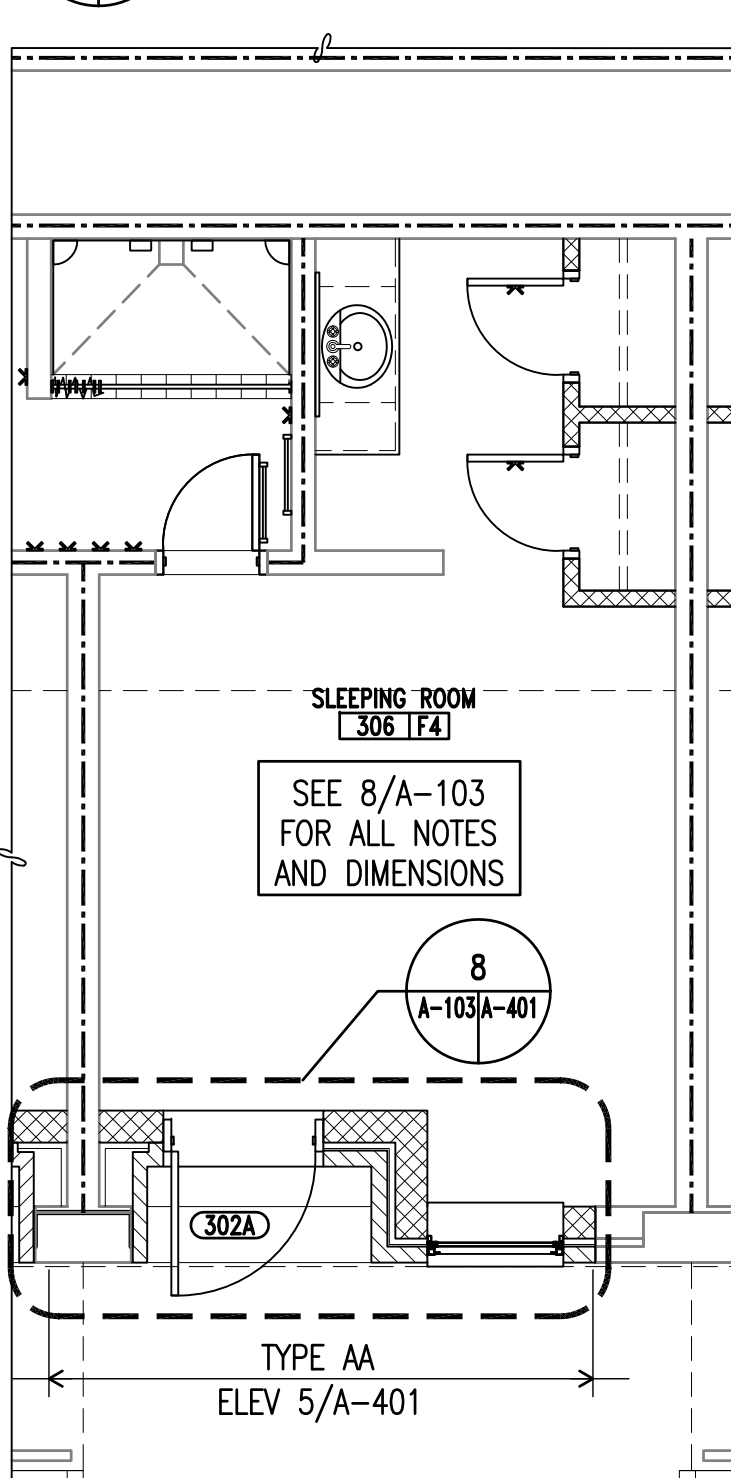 SLEEPING ROOM
306 F4
SEE 8/A-103
FOR ALL NOTES
AND DIMENSIONS
8
A-103 A-401
302A
TYPE AA
ELEV 5/A-401